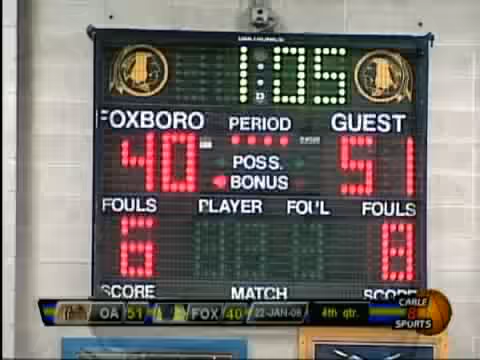 DAKTRONICS
1:05
FOXBORO PERIOD GUEST
40 51
POSS.
BONUS
FOULS PLAYER FOUL FOULS
6 8
SCORE MATCH SCORE
OA 51 FOX 40 22-JAN-08 4th qtr. CABLE 8 SPORTS